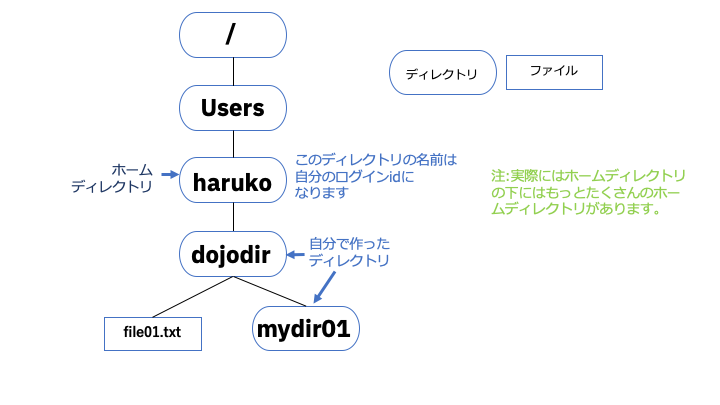 /
ディレクトリ
ファイル
Users
ホーム
ディレクトリ
haruko
このディレクトリの名前は
自分のログインidに
なります
注:実際にはホームディレクトリ
の下にはもっとたくさんのホー
ムディレクトリがあります。
dojodir
自分で作った
ディレクトリ
file01.txt
mydir01